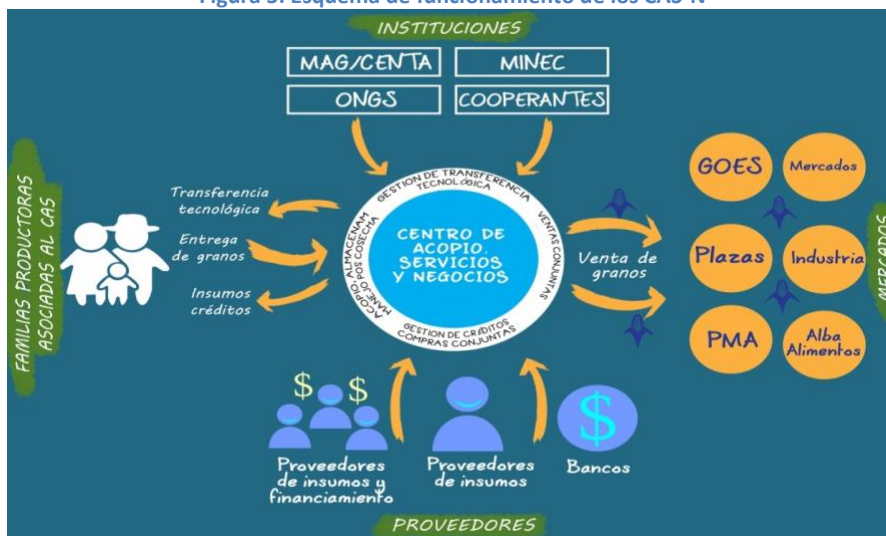 Figura 3. Esquema de funcionamiento de los CAS-N
INSTITUCIONES
MAG/CENTA
MINEC
ONGS
COOPERANTES
FAMILIAS PRODUCTORAS
ASOCIADAS AL CAS
Transferencia
tecnológica
Entrega
de granos
Insumos
créditos
GESTION DE TRANSFERENCIA
TECNOLÓGICA
ACOPIO, ALMACENAM
MANEJO, POS COSECHA
CENTRO DE
ACOPIO,
SERVICIOS
Y NEGOCIOS
VENTAS CONJUNTAS
GESTION DE CRÉDITOS
COMPRAS CONJUNTAS
Venta de
granos
GOES
Mercados
Plazas
Industria
PMA
Alba
Alimentos
MERCADOS
$ $
Proveedores
de insumos y
financiamiento
Proveedores
de insumos
$
Bancos
PROVEEDORES